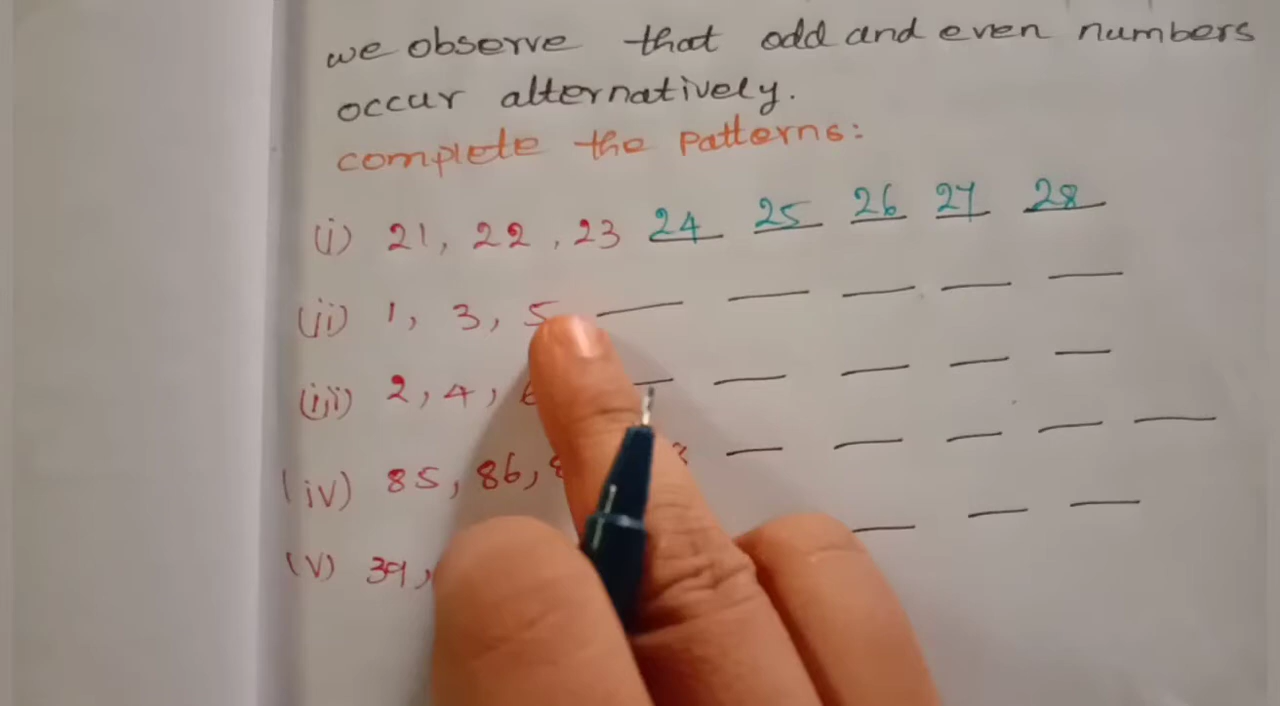 we observe that odd and even numbers
occur alternatively.
complete the patterns:
(i) 21, 22, 23 24 25 26 27 28
(ii) 1, 3, 5
(iii) 2, 4,
(iv) 85, 86,
(v) 39,